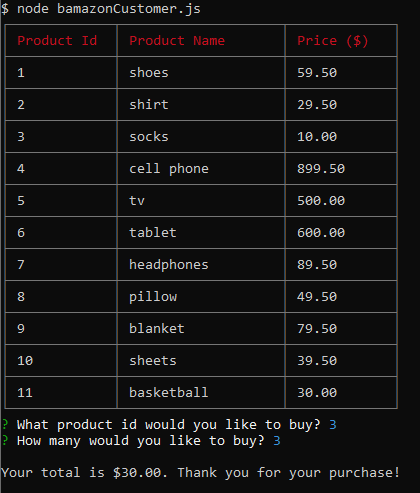 $ node bamazonCustomer.js
Product Id Product Name Price ($)
1 shoes 59.50
2 shirt 29.50
3 socks 10.00
4 cell phone 899.50
5 tv 500.00
6 tablet 600.00
7 headphones 89.50
8 pillow 49.50
9 blanket 79.50
10 sheets 39.50
11 basketball 30.00
? What product id would you like to buy? 3
? How many would you like to buy? 3
Your total is $30.00. Thank you for your purchase!